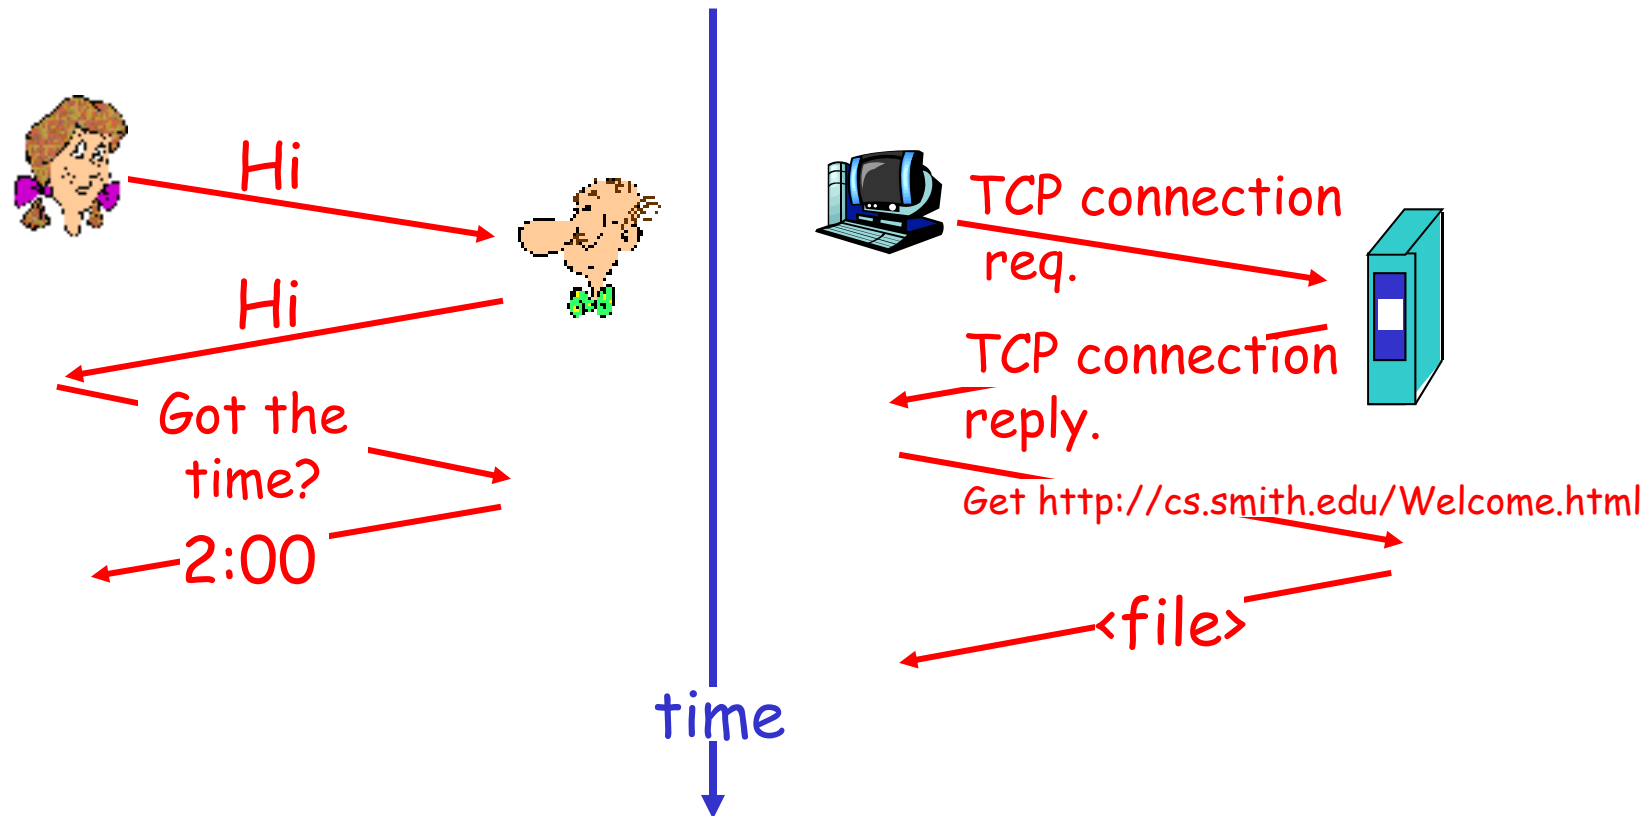 Hi
Hi
Got the
time?
2:00
TCP connection
req.
TCP connection
reply.
Get http://cs.smith.edu/Welcome.html
<file>
time